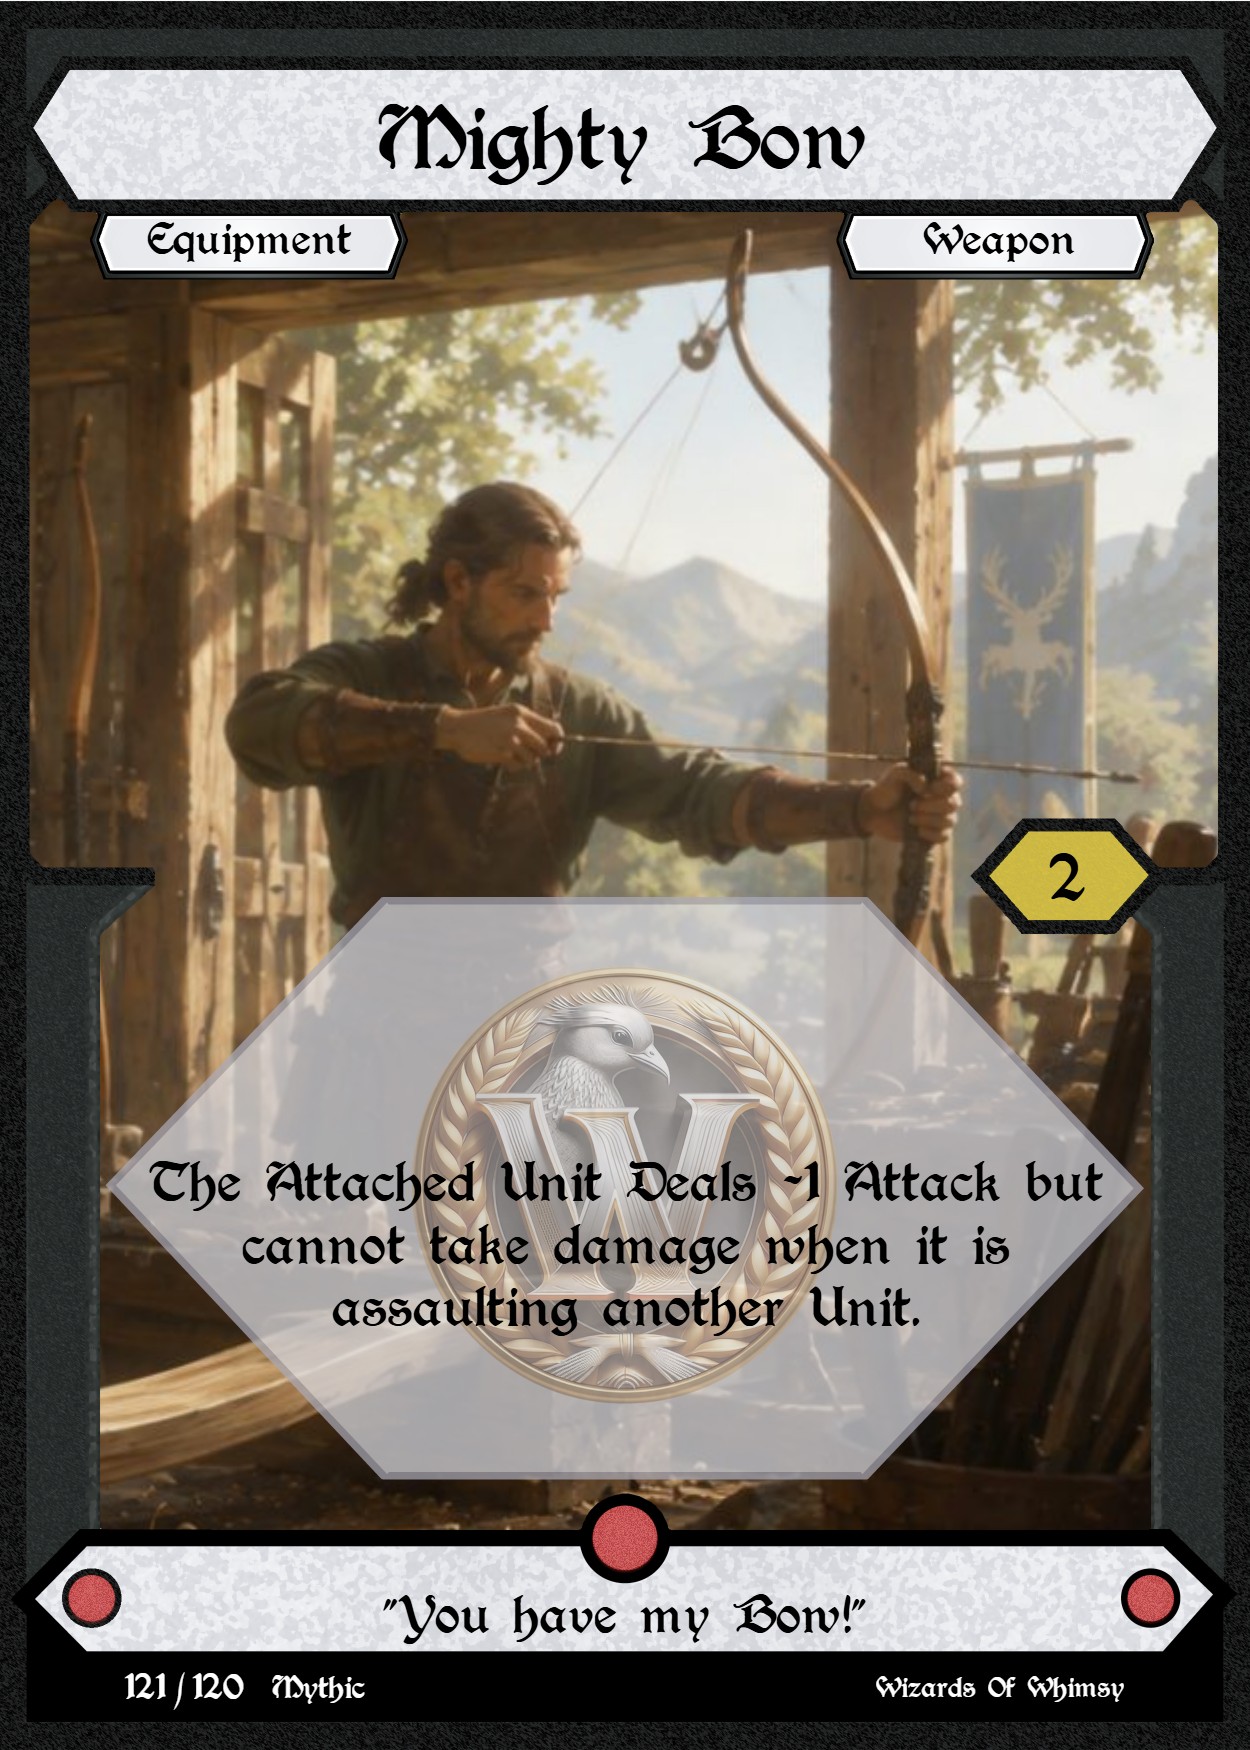 Mighty Bow
Equipment
Weapon
2
W
The Attached Unit Deals -1 Attack but
cannot take damage when it is
assaulting another Unit.
"You have my Bow!"
121 / 120 Mythic
Wizards Of Whimsy